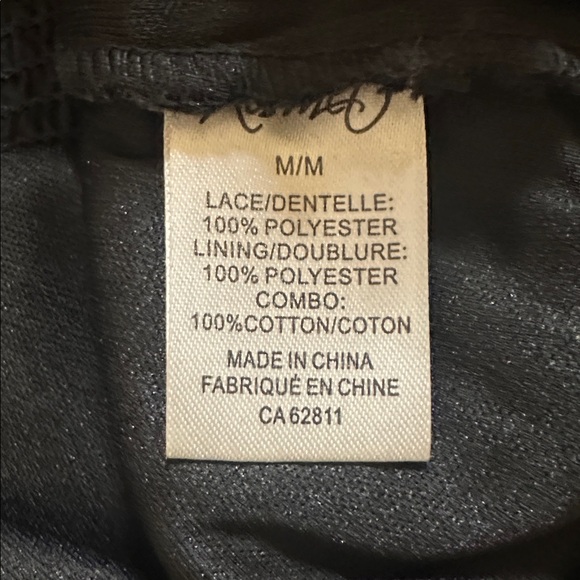 M/M
LACE/DENTELLE:
100% POLYESTER
LINING/DOUBLURE:
100% POLYESTER
COMBO:
100%COTTON/COTON
MADE IN CHINA
FABRIQUÉ EN CHINE
CA 62811